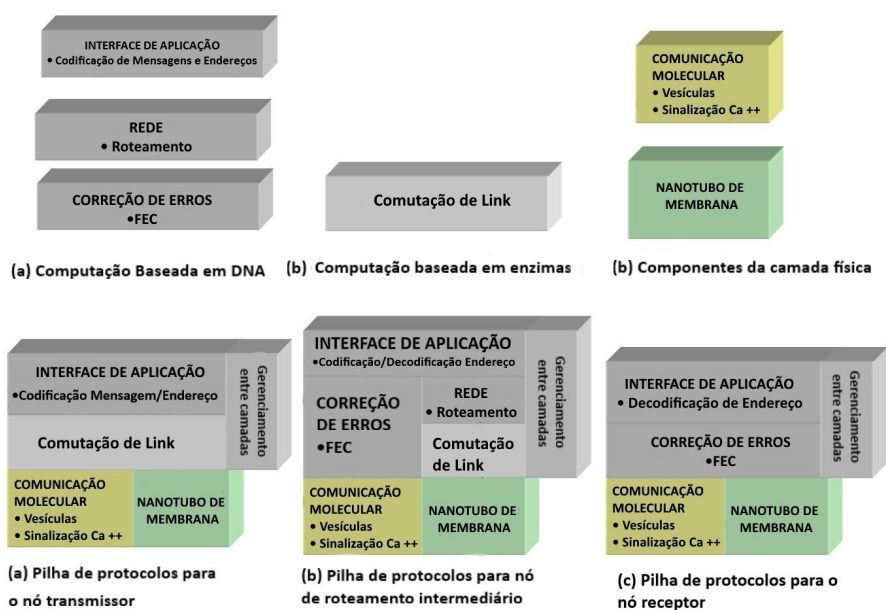 INTERFACE DE APLICAÇÃO
• Codificação de Mensagens e Endereços
REDE
• Roteamento
CORREÇÃO DE ERROS
•FEC
(a) Computação Baseada em DNA
Comutação de Link
(b) Computação baseada em enzimas
COMUNICAÇÃO
MOLECULAR
• Vesículas
• Sinalização Ca ++
NANOTUBO DE
MEMBRANA
(b) Componentes da camada física
INTERFACE DE APLICAÇÃO
•Codificação Mensagem/Endereço
Comutação de Link
Gerenciamento
entre camadas
COMUNICAÇÃO
MOLECULAR
• Vesículas
• Sinalização Ca ++
NANOTUBO DE
MEMBRANA
(a) Pilha de protocolos para
o nó transmissor
INTERFACE DE APLICAÇÃO
•Codificação/Decodificação Endereço
CORREÇÃO
DE ERROS
•FEC
REDE
• Roteamento
Comutação
de Link
Gerenciamento
entre camadas
COMUNICAÇÃO
MOLECULAR
• Vesículas
• Sinalização Ca ++
NANOTUBO DE
MEMBRANA
(b) Pilha de protocolos para nó
de roteamento intermediário
INTERFACE DE APLICAÇÃO
• Decodificação de Endereço
CORREÇÃO DE ERROS
•FEC
Gerenciamento
entre camadas
COMUNICAÇÃO
MOLECULAR
• Vesículas
• Sinalização Ca ++
NANOTUBO DE
MEMBRANA
(c) Pilha de protocolos para o
nó receptor